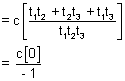 = c [ (t₁t₂ + t₂t₃ + t₁t₃) / (t₁t₂t₃) ]
= c[0] / -1